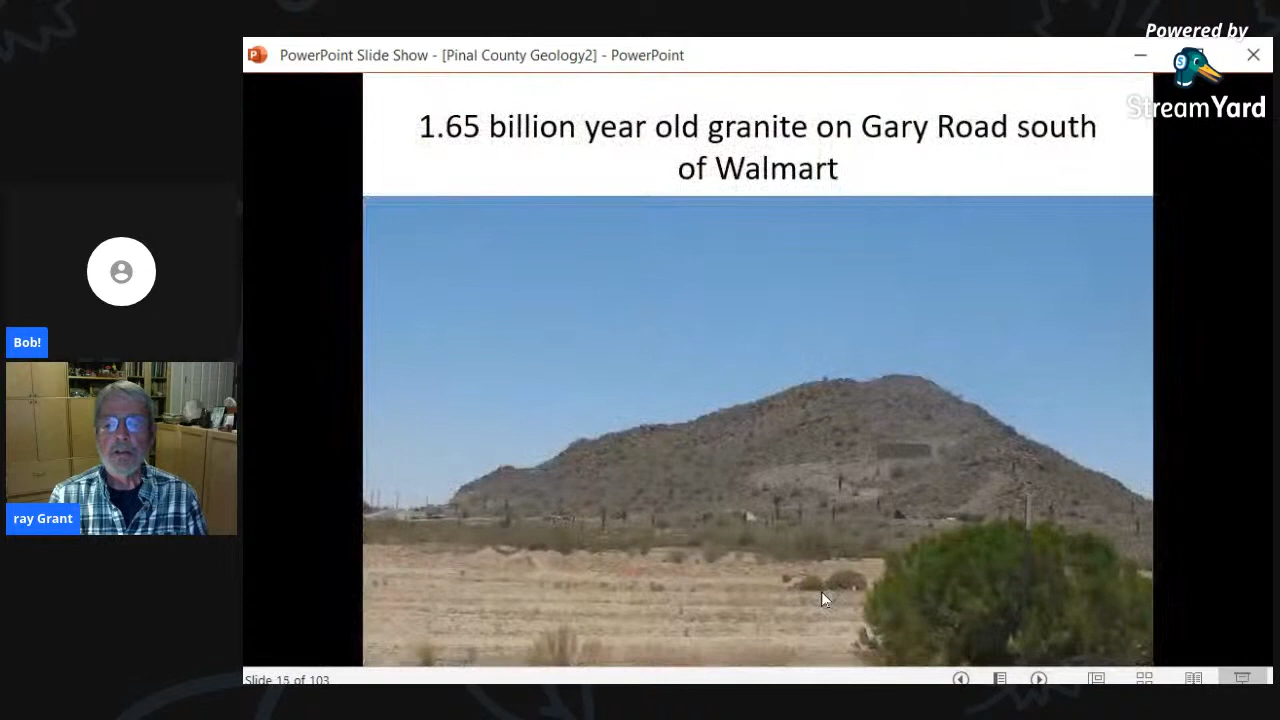 Powered by
StreamYard
PowerPoint Slide Show - [Pinal County Geology2] - PowerPoint
1.65 billion year old granite on Gary Road south
of Walmart
Bob!
ray Grant
Slide 15 of 103